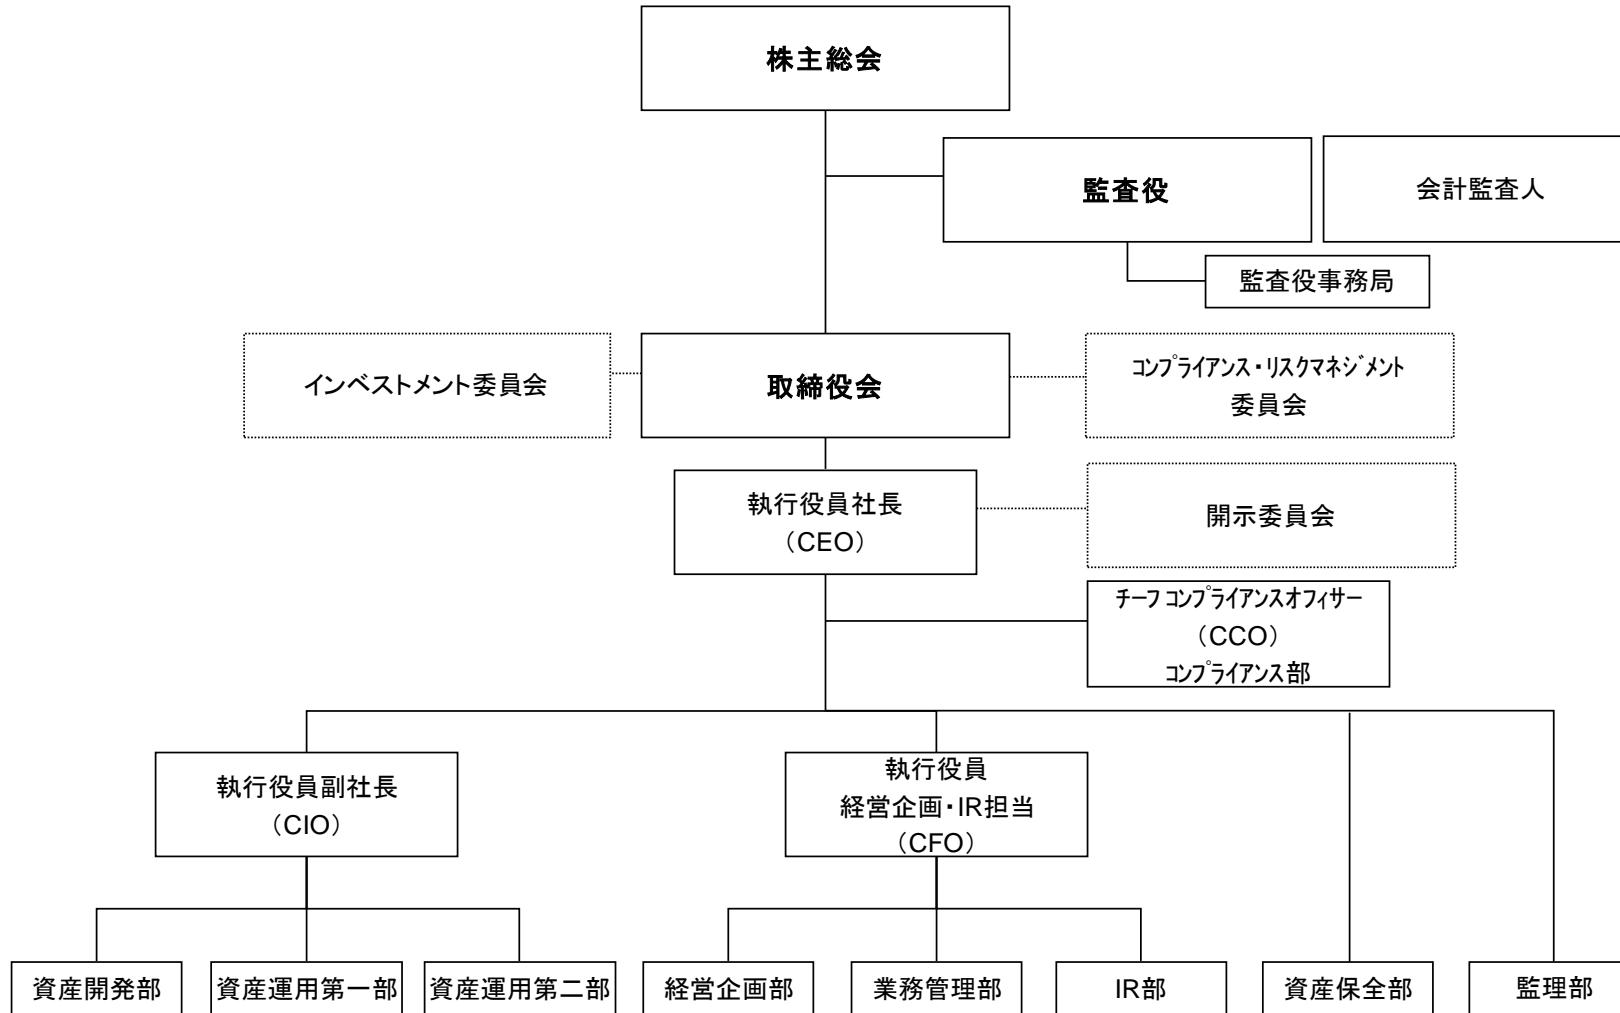 株主総会
監査役
会計監査人
監査役事務局
インベストメント委員会
取締役会
コンプライアンス・リスクマネジメント
委員会
執行役員社長
（CEO）
開示委員会
チーフコンプライアンスオフィサー
（CCO）
コンプライアンス部
執行役員副社長
（CIO）
執行役員
経営企画・IR担当
（CFO）
資産開発部
資産運用第一部
資産運用第二部
経営企画部
業務管理部
IR部
資産保全部
監理部